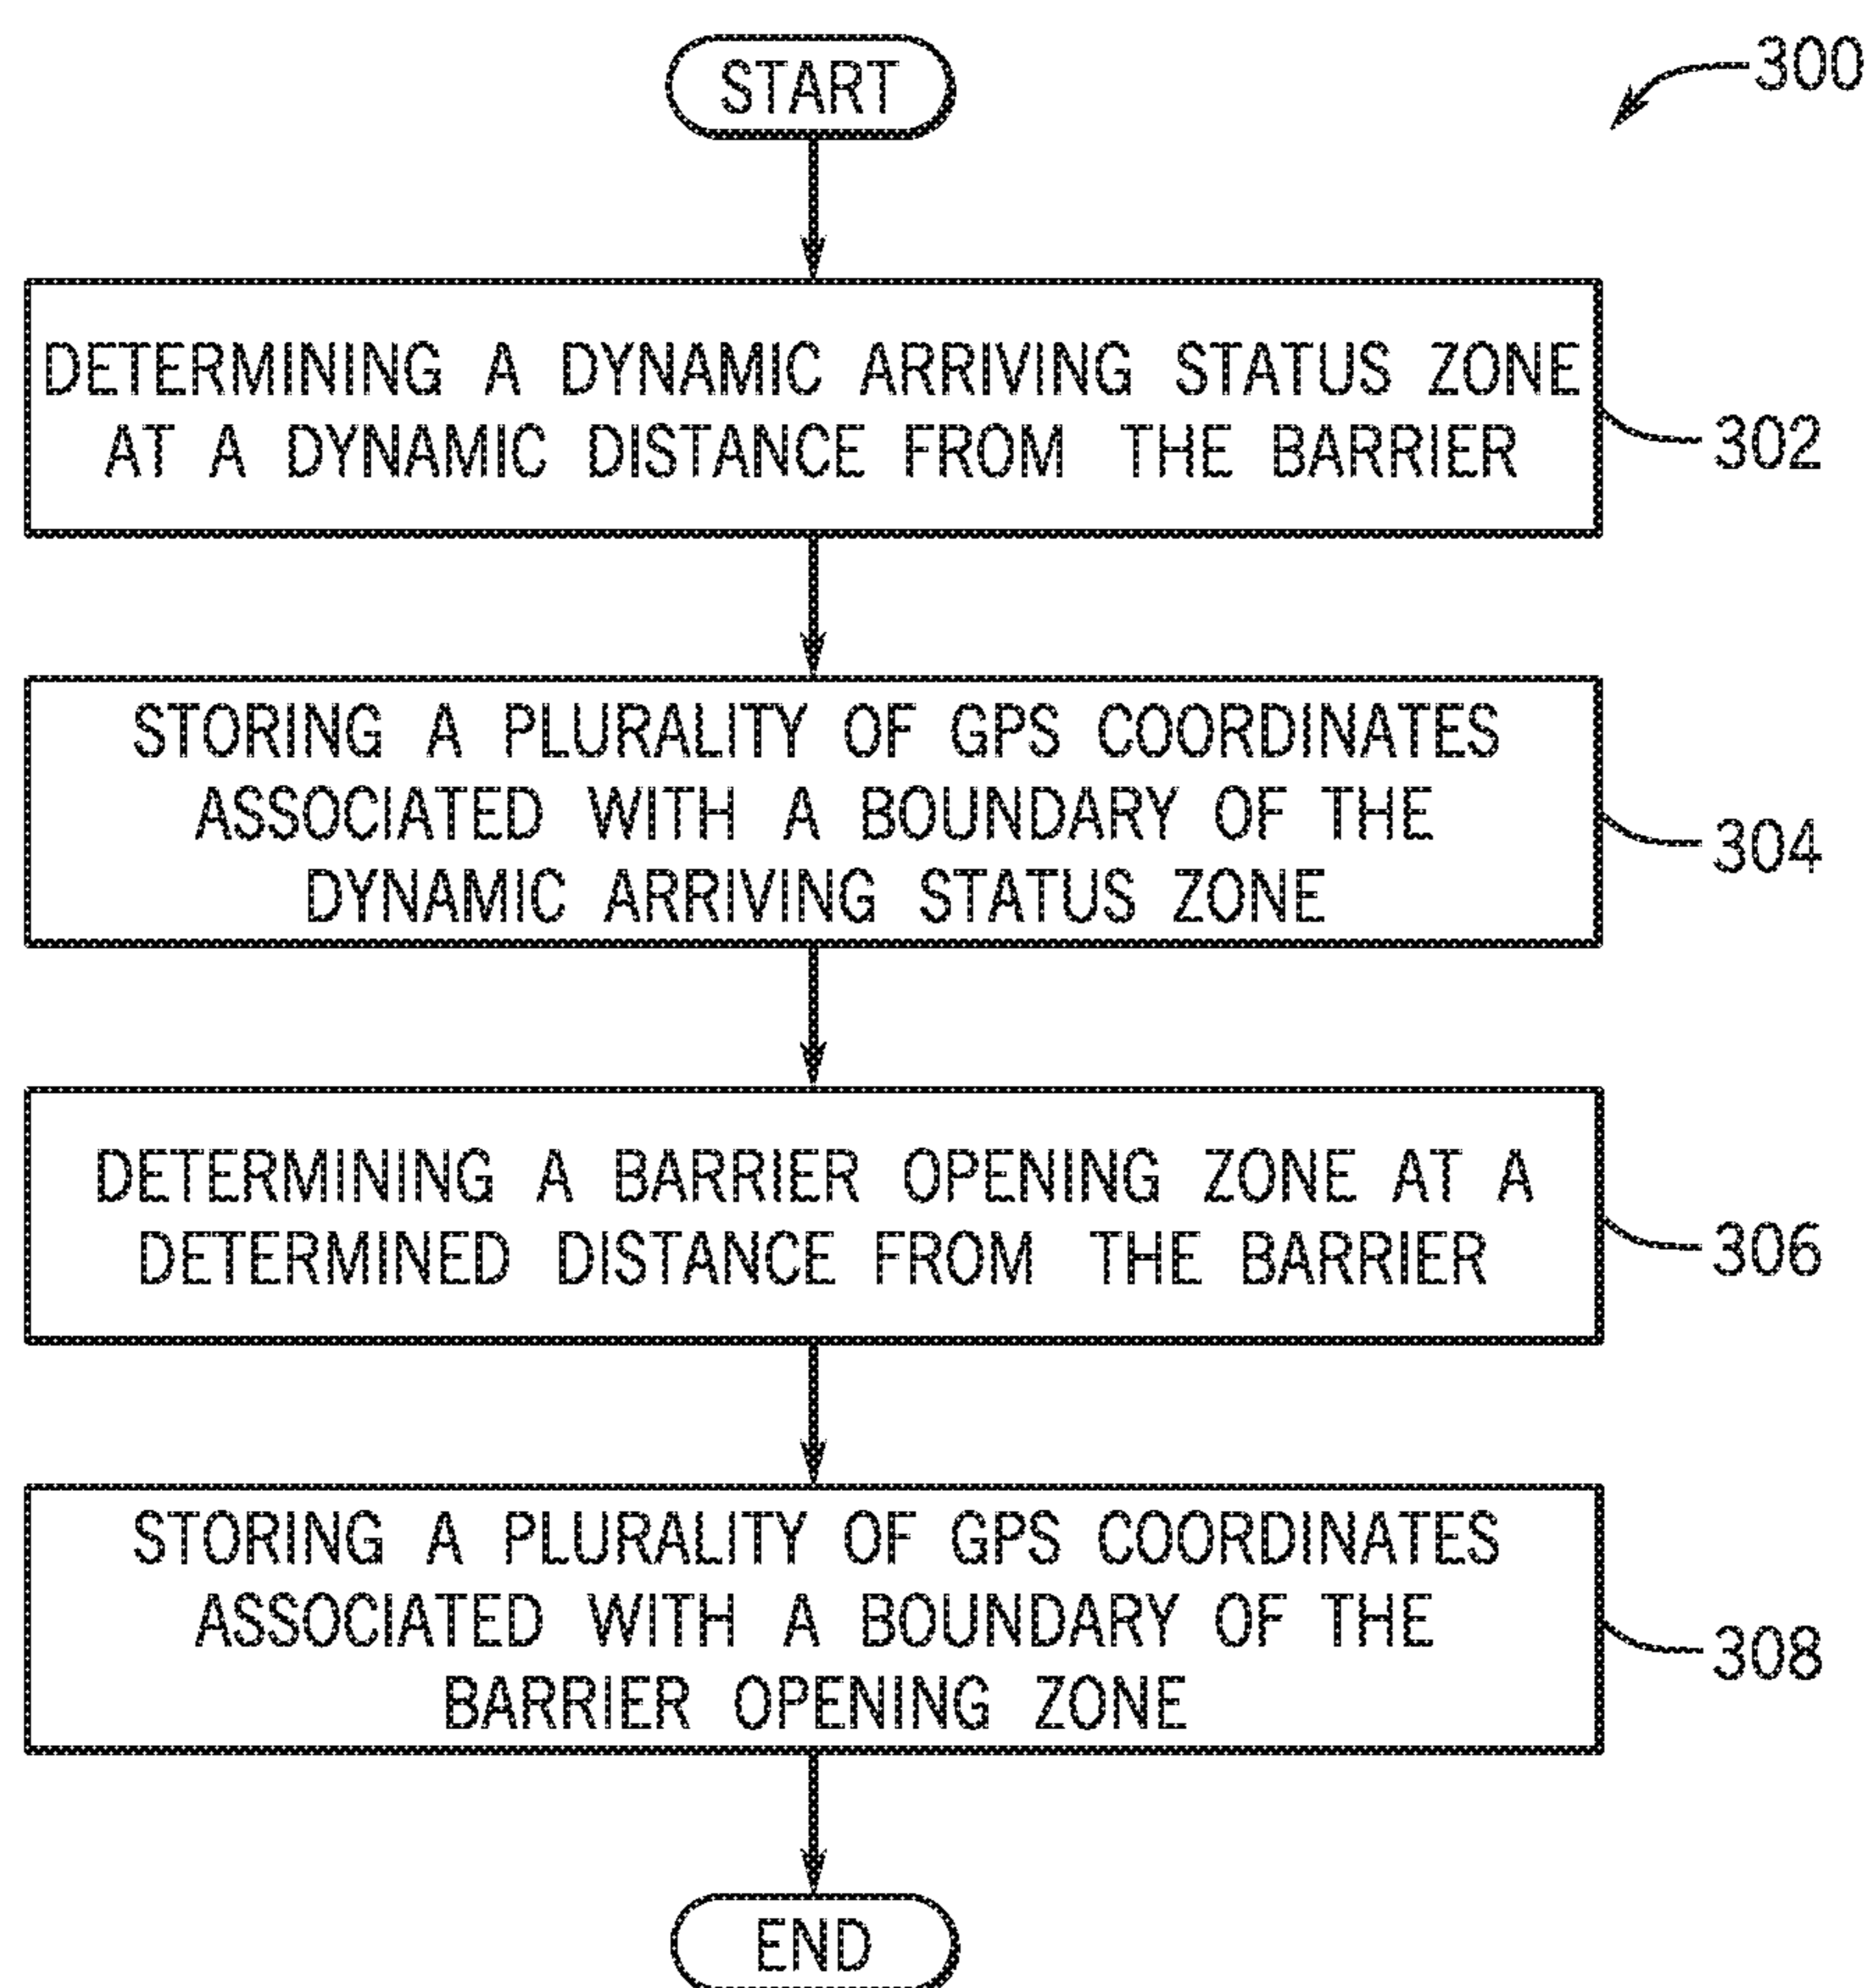 START
300
DETERMINING A DYNAMIC ARRIVING STATUS ZONE
AT A DYNAMIC DISTANCE FROM THE BARRIER
302
STORING A PLURALITY OF GPS COORDINATES
ASSOCIATED WITH A BOUNDARY OF THE
DYNAMIC ARRIVING STATUS ZONE
304
DETERMINING A BARRIER OPENING ZONE AT A
DETERMINED DISTANCE FROM THE BARRIER
306
STORING A PLURALITY OF GPS COORDINATES
ASSOCIATED WITH A BOUNDARY OF THE
BARRIER OPENING ZONE
308
END